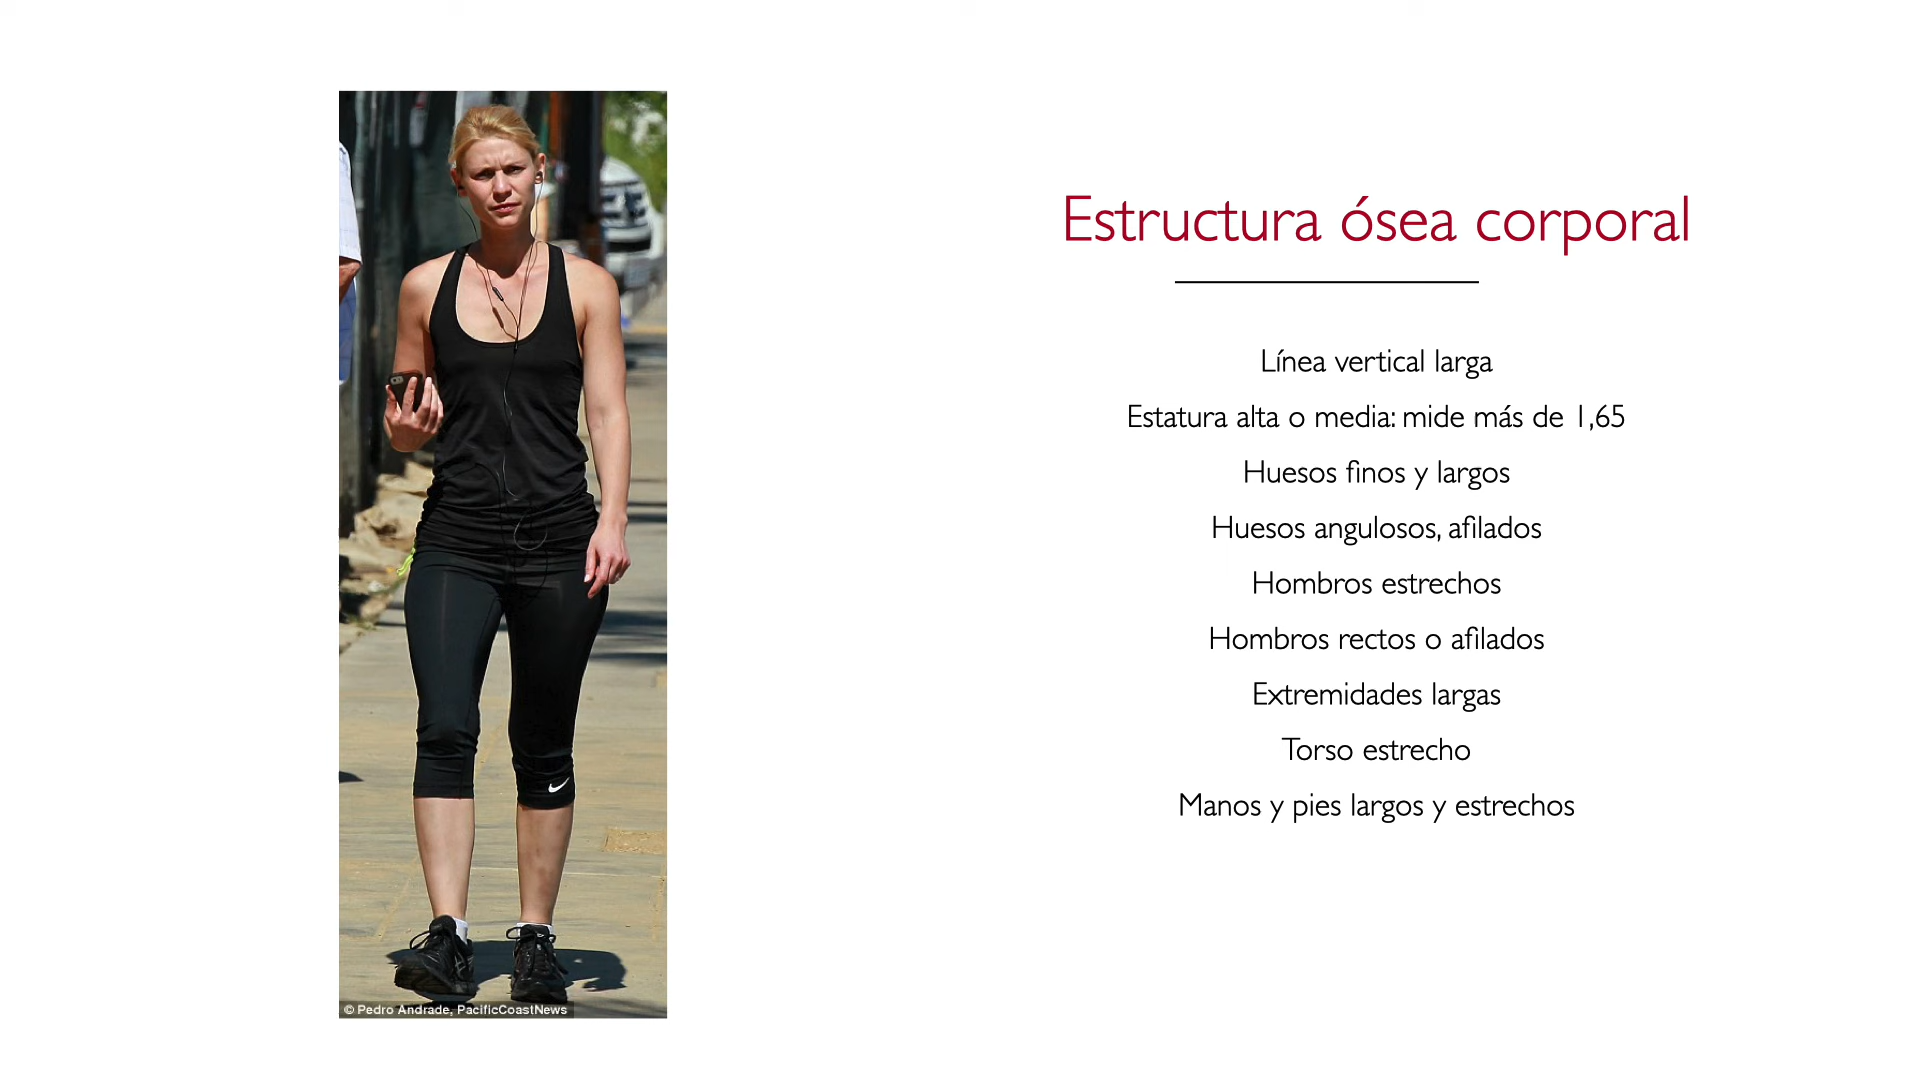 Estructura ósea corporal
Línea vertical larga
Estatura alta o media: mide más de 1,65
Huesos finos y largos
Huesos angulosos, afilados
Hombros estrechos
Hombros rectos o afilados
Extremidades largas
Torso estrecho
Manos y pies largos y estrechos
© Pedro Andrade, PacificCoastNews